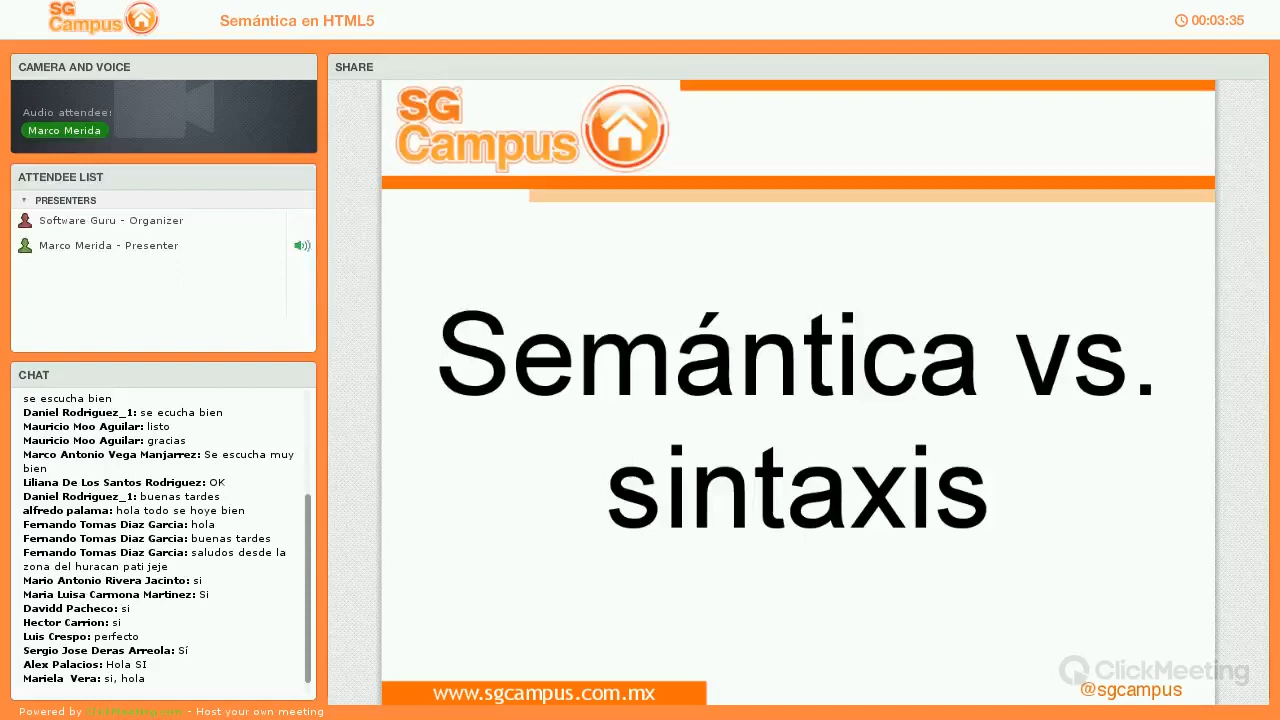 SG
Campus
Semántica en HTML5
00:03:35
CAMERA AND VOICE
Audio attendees
Marco Merida
ATTENDEE LIST
PRESENTERS
Software Guru - Organizer
Marco Merida - Presenter
CHAT
se escucha bien
Daniel Rodriguez_1: se ecucha bien
Mauricio Moo Aguilar: listo
Mauricio Moo Aguilar: gracias
Marco Antonio Vega Manjarrez: Se escucha muy
bien
Liliana De Los Santos Rodriguez: OK
Daniel Rodriguez_1: buenas tardes
alfredo palama: hola todo se hoye bien
Fernando Tomas Diaz Garcia: hola
Fernando Tomas Diaz Garcia: buenas tardes
Fernando Tomas Diaz Garcia: saludos desde la
zona del huracan pati jeje
Mario Antonio Rivera Jacinto: si
Maria Luisa Carmona Martinez: Si
Davidd Pacheco: si
Hector Carrion: si
Luis Crespo: perfecto
Sergio Jose Deras Arreola: Sí
Alex Palacios: Hola SI
Mariela Vera: si, hola
Powered by ClickMeeting.com - Host your own meeting
SHARE
SG
Campus
Semántica vs.
sintaxis
www.sgcampus.com.mx
ClickMeeting
@sgcampus